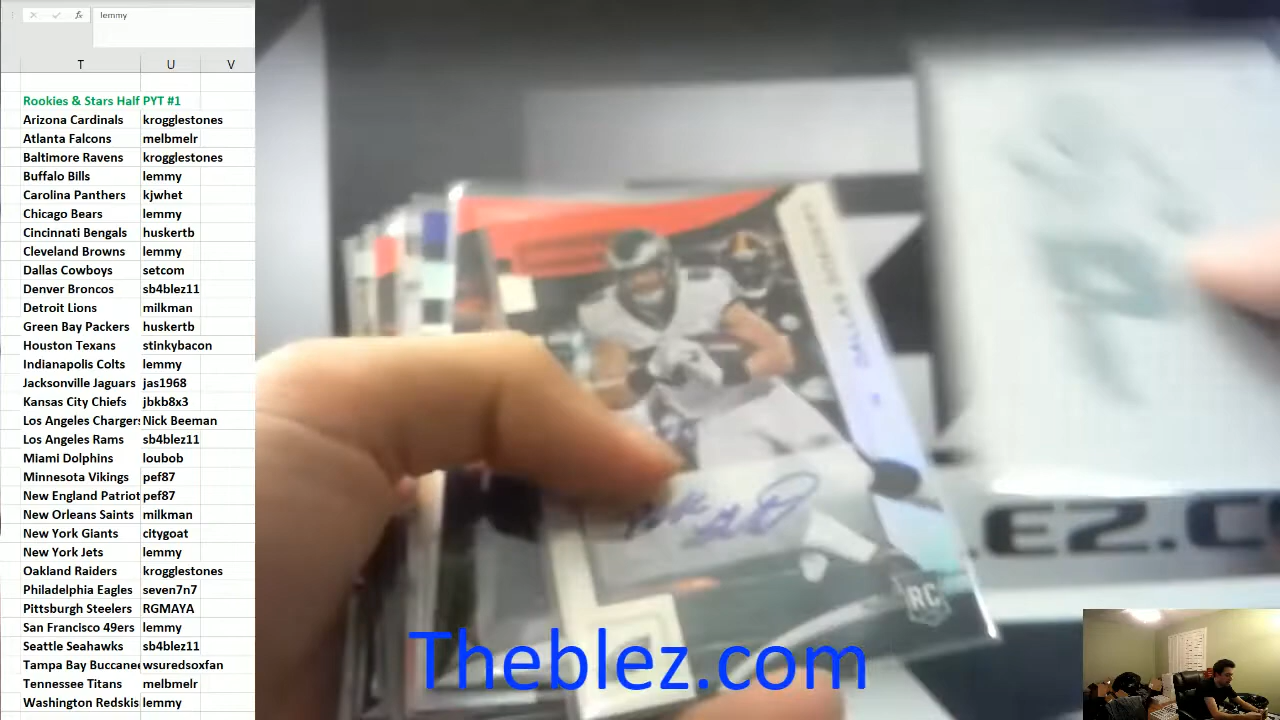 lemmy
T U V
Rookies & Stars Half PYT #1
Arizona Cardinals krogglestones
Atlanta Falcons melbmelr
Baltimore Ravens krogglestones
Buffalo Bills lemmy
Carolina Panthers kjwhet
Chicago Bears lemmy
Cincinnati Bengals huskertb
Cleveland Browns lemmy
Dallas Cowboys setcom
Denver Broncos sb4blez11
Detroit Lions milkman
Green Bay Packers huskertb
Houston Texans stinkybacon
Indianapolis Colts lemmy
Jacksonville Jaguars jas1968
Kansas City Chiefs jbkb8x3
Los Angeles Chargers Nick Beeman
Los Angeles Rams sb4blez11
Miami Dolphins loubob
Minnesota Vikings pef87
New England Patriot pef87
New Orleans Saints milkman
New York Giants citygoat
New York Jets lemmy
Oakland Raiders krogglestones
Philadelphia Eagles seven7n7
Pittsburgh Steelers RGMAYA
San Francisco 49ers lemmy
Seattle Seahawks sb4blez11
Tampa Bay Buccanee wsuredsoxfan
Tennessee Titans melbmelr
Washington Redskis lemmy
RC
EZ.C
Theblez.com